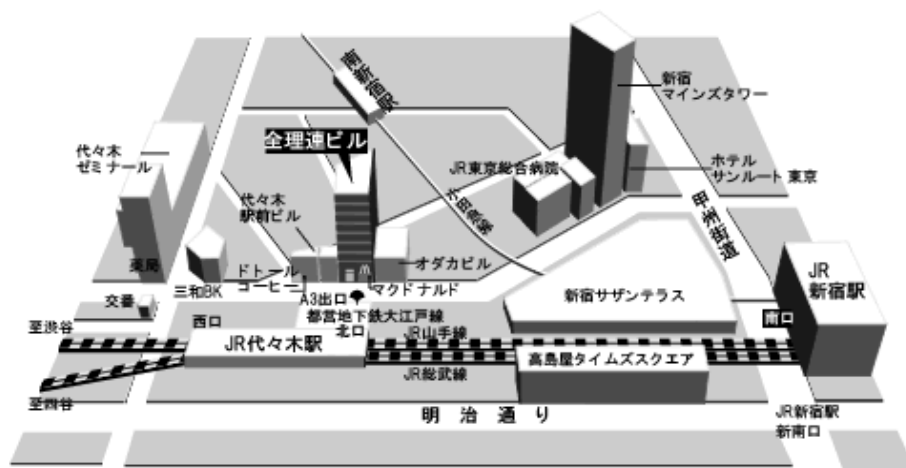 新宿
マインズタワー
南新宿駅
全理連ビル
代々木
ゼミナール
JR東京総合病院
ホテル
サンルート東京
代々木
駅前ビル
小田急線
甲州街道
オダカビル
JR
新宿駅
薬局
三和BK
ドトール
コーヒー
マクドナルド
A3出口
交番
新宿サザンテラス
都営地下鉄大江戸線
西口
北口
南口
至渋谷
JR山手線
JR代々木駅
高島屋タイムズスクエア
JR総武線
至四谷
明治通り
JR新宿駅
新南口